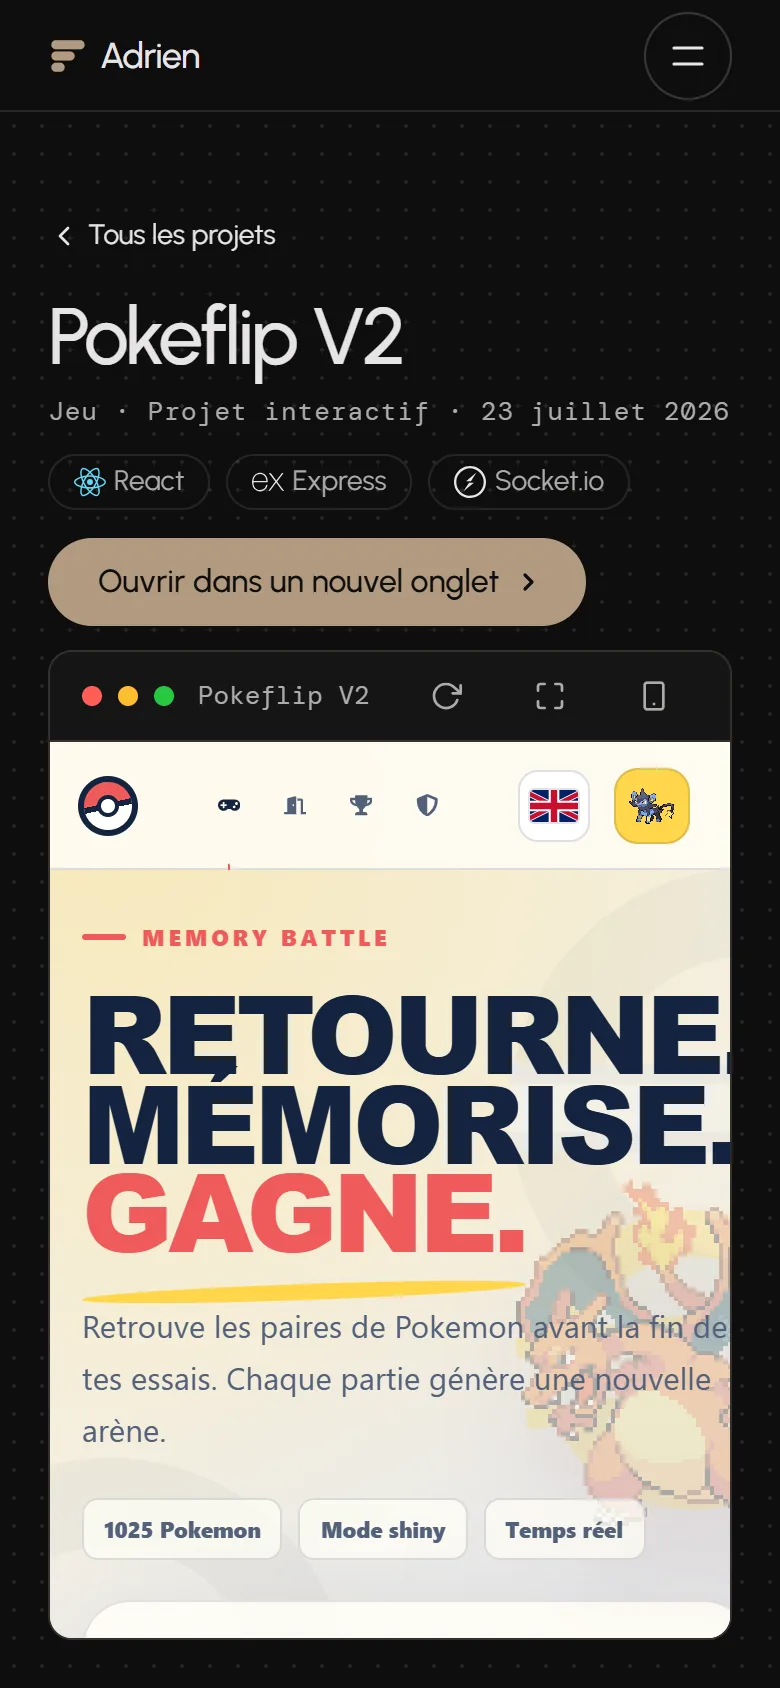 Adrien
Tous les projets
Pokeflip V2
Jeu · Projet interactif · 23 juillet 2026
React
ex Express
Socket.io
Ouvrir dans un nouvel onglet
Pokeflip V2
MEMORY BATTLE
RETOURNE.
MÉMORISE.
GAGNE.
Retrouve les paires de Pokemon avant la fin de
tes essais. Chaque partie génère une nouvelle
arène.
1025 Pokemon
Mode shiny
Temps réel